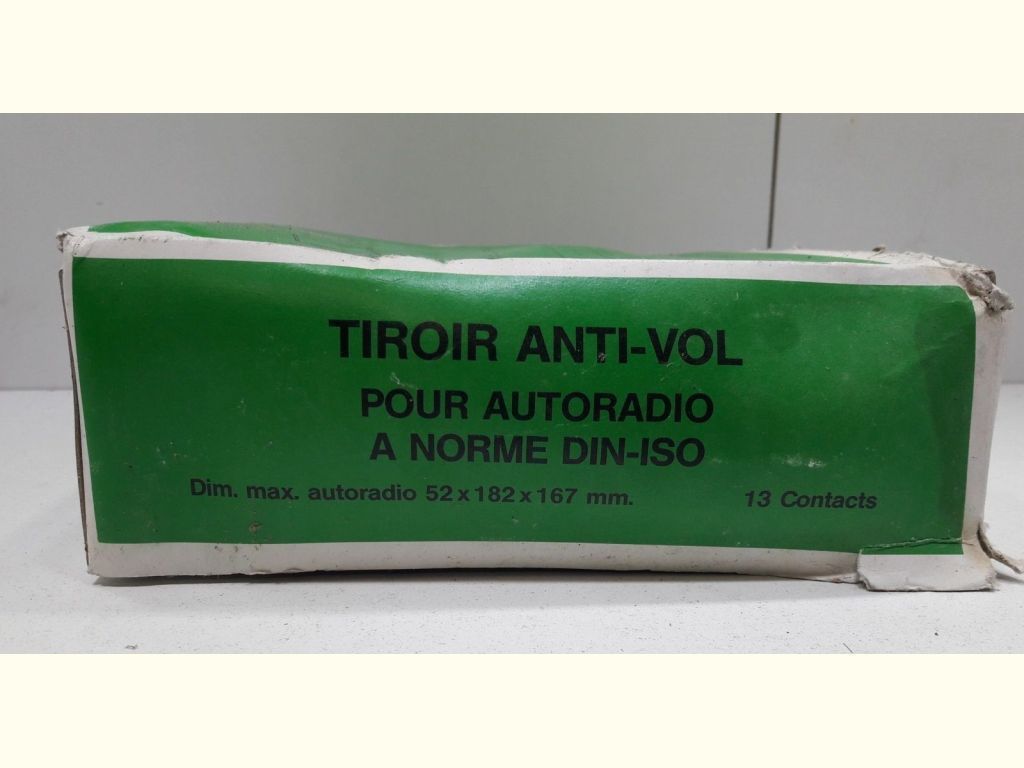 TIROIR ANTI-VOL
POUR AUTORADIO
A NORME DIN-ISO
Dim. max. autoradio 52 x 182 x 167 mm.
13 Contacts